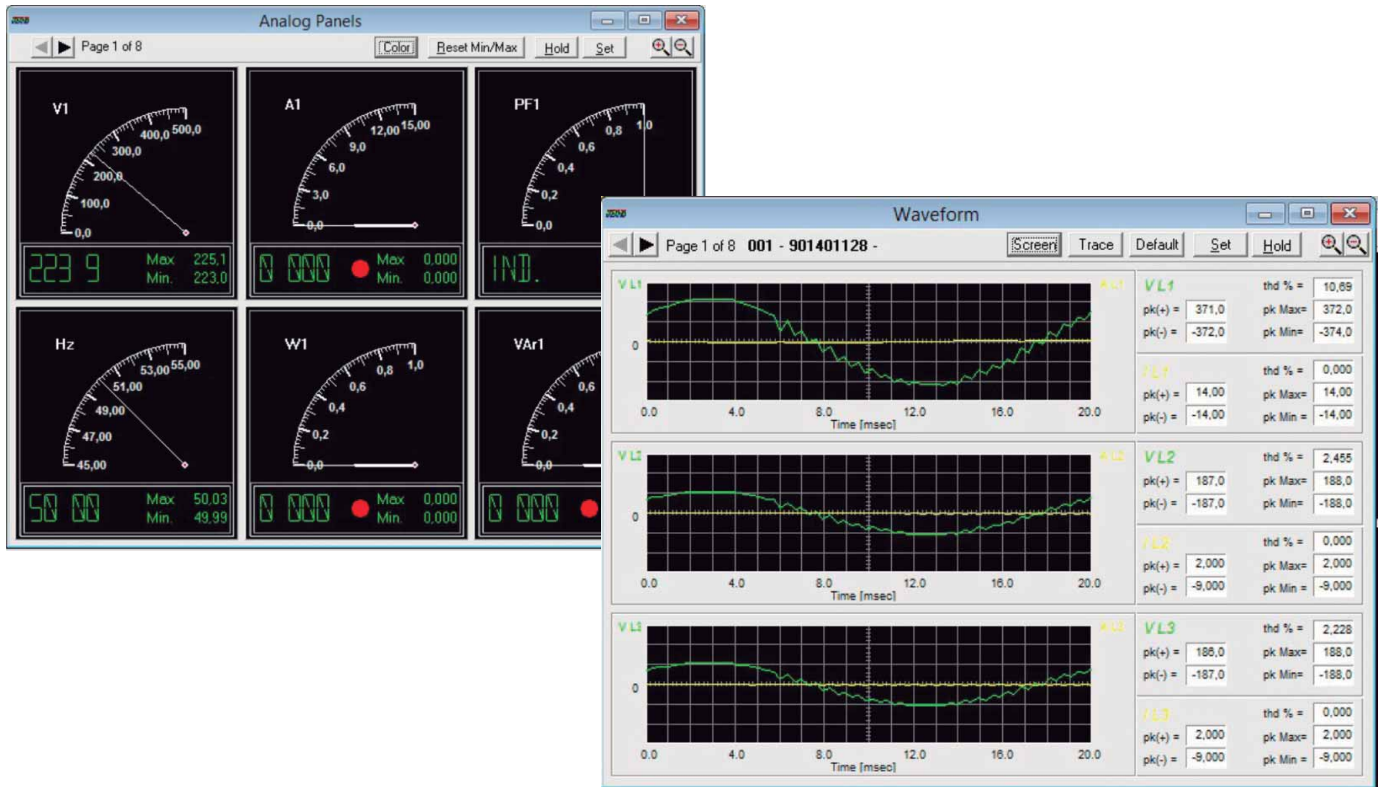 Analog Panels
Page 1 of 8 Color Reset Min/Max Hold Set
V1
0,0 100,0 200,0 300,0 400,0 500,0
223 9 Max 225,1
Min. 223,0
A1
0,0 3,0 6,0 9,0 12,00 15,00
0 000 Max 0.000
Min. 0.000
PF1
0,0 0,2 0,4 0,6 0,8 1,0
IND.
Hz
45,00 47,00 49,00 51,00 53,00 55,00
50 00 Max 50,03
Min. 49,99
W1
0,0 0,2 0,4 0,6 0,8 1,0
0 000 Max 0.000
Min. 0.000
VAr1
0,0 0,2 0,4 0,6
0 000
Waveform
Page 1 of 8 001 - 901401128 - Screen Trace Default Set Hold
V L1
0
0.0 4.0 8.0 12.0 16.0 20.0
Time [msec]
V L1 thd % = 10,69
pk(+) = 371,0 pk Max= 372,0
pk(-) = -372,0 pk Min= -374,0
I L1 thd % = 0,000
pk(+) = 14,00 pk Max= 14,00
pk(-) = -14,00 pk Min = -14,00
V L2
0
0.0 4.0 8.0 12.0 16.0 20.0
Time [msec]
V L2 thd % = 2,455
pk(+) = 187,0 pk Max= 188,0
pk(-) = -187,0 pk Min= -188,0
I L2 thd % = 0,000
pk(+) = 2,000 pk Max= 2,000
pk(-) = -9,000 pk Min = -9,000
V L3
0
0.0 4.0 8.0 12.0 16.0 20.0
Time [msec]
V L3 thd % = 2,228
pk(+) = 186,0 pk Max= 188,0
pk(-) = -187,0 pk Min= -188,0
I L3 thd % = 0,000
pk(+) = 2,000 pk Max= 2,000
pk(-) = -9,000 pk Min = -9,000